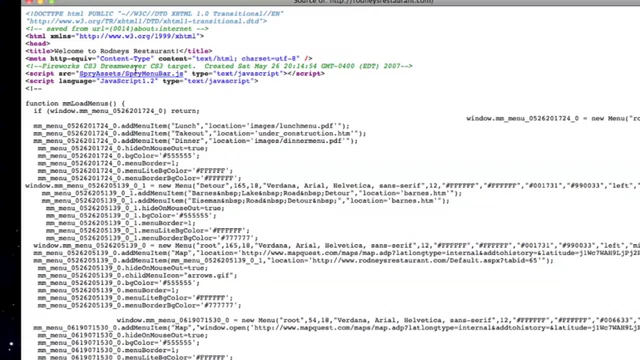 Source of: http://rodneysrestaurant.com/
<!DOCTYPE html PUBLIC "-//W3C//DTD XHTML 1.0 Transitional//EN"
"http://www.w3.org/TR/xhtml1/DTD/xhtml1-transitional.dtd">
<!-- saved from url=(0014)about:internet -->
<html xmlns="http://www.w3.org/1999/xhtml">
<head>
<title>Welcome to Rodneys Restaurant!</title>
<meta http-equiv="Content-Type" content="text/html; charset=utf-8" />
<!--Fireworks CS3 Dreamweaver CS3 target. Created Sat May 26 20:14:54 GMT-0400 (EDT) 2007-->
<script src="SpryAssets/SpryMenuBar.js" type="text/javascript"></script>
<script language="JavaScript1.2" type="text/javascript">
<!--
function mmLoadMenus() {
if (window.mm_menu_0526201724_0) return;
window.mm_menu_0526201724_0 =
mm_menu_0526201724_0.addMenuItem("Lunch","location='images/lunchmenu.pdf'");
mm_menu_0526201724_0.addMenuItem("Takeout","location='under_construction.htm'");
mm_menu_0526201724_0.addMenuItem("Dinner","location='images/dinnermenu.pdf'");
mm_menu_0526201724_0.hideOnMouseOut=true;
mm_menu_0526201724_0.bgColor='#555555';
mm_menu_0526201724_0.menuBorder=1;
mm_menu_0526201724_0.menuLiteBgColor='#FFFFFF';
mm_menu_0526201724_0.menuBorderBgColor='#FFFFFF';
window.mm_menu_0526205139_0_1 = new Menu("Detour",165,18,"Verdana, Arial, Helvetica, sans-serif",12,"#FFFFFF","#FFFFFF","#001731","#990033","left",
mm_menu_0526205139_0_1.addMenuItem("Barnes&nbsp;Lake&nbsp;Road&nbsp;Detour&nbsp;","location='barnes.htm'");
mm_menu_0526205139_0_1.addMenuItem("Eiseman&nbsp;Road&nbsp;Detour&nbsp;","location='barnes.htm'");
mm_menu_0526205139_0_1.hideOnMouseOut=true;
mm_menu_0526205139_0_1.bgColor='#555555';
mm_menu_0526205139_0_1.menuBorder=1;
mm_menu_0526205139_0_1.menuLiteBgColor='#FFFFFF';
mm_menu_0526205139_0_1.menuBorderBgColor='#777777';
window.mm_menu_0526205139_0 = new Menu("root",165,18,"Verdana, Arial, Helvetica, sans-serif",12,"#FFFFFF","#FFFFFF","#001731","#990033","left
mm_menu_0526205139_0.addMenuItem("Map","location='http://www.mapquest.com/maps/map.adp?latlongtype=internal&addtohistory=&latitude=
mm_menu_0526205139_0.addMenuItem(mm_menu_0526205139_0_1,"location='http://www.rodneysrestaurant.com/Default.aspx?tabid=65'");
mm_menu_0526205139_0.hideOnMouseOut=true;
mm_menu_0526205139_0.childMenuIcon="arrows.gif";
mm_menu_0526205139_0.bgColor='#555555';
mm_menu_0526205139_0.menuBorder=1;
mm_menu_0526205139_0.menuLiteBgColor='#FFFFFF';
mm_menu_0526205139_0.menuBorderBgColor='#777777';
window.mm_menu_0619071530_0 = new Menu("root",54,18,"Verdana, Arial, Helvetica, sans-serif",12,"#FFFFFF","#FFFFFF","#006633",
mm_menu_0619071530_0.addMenuItem("Map","window.open('http://www.mapquest.com/maps/map.adp?latlongtype=internal&addtohistory=
mm_menu_0619071530_0.hideOnMouseOut=true;
mm_menu_0619071530_0.bgColor='#555555';